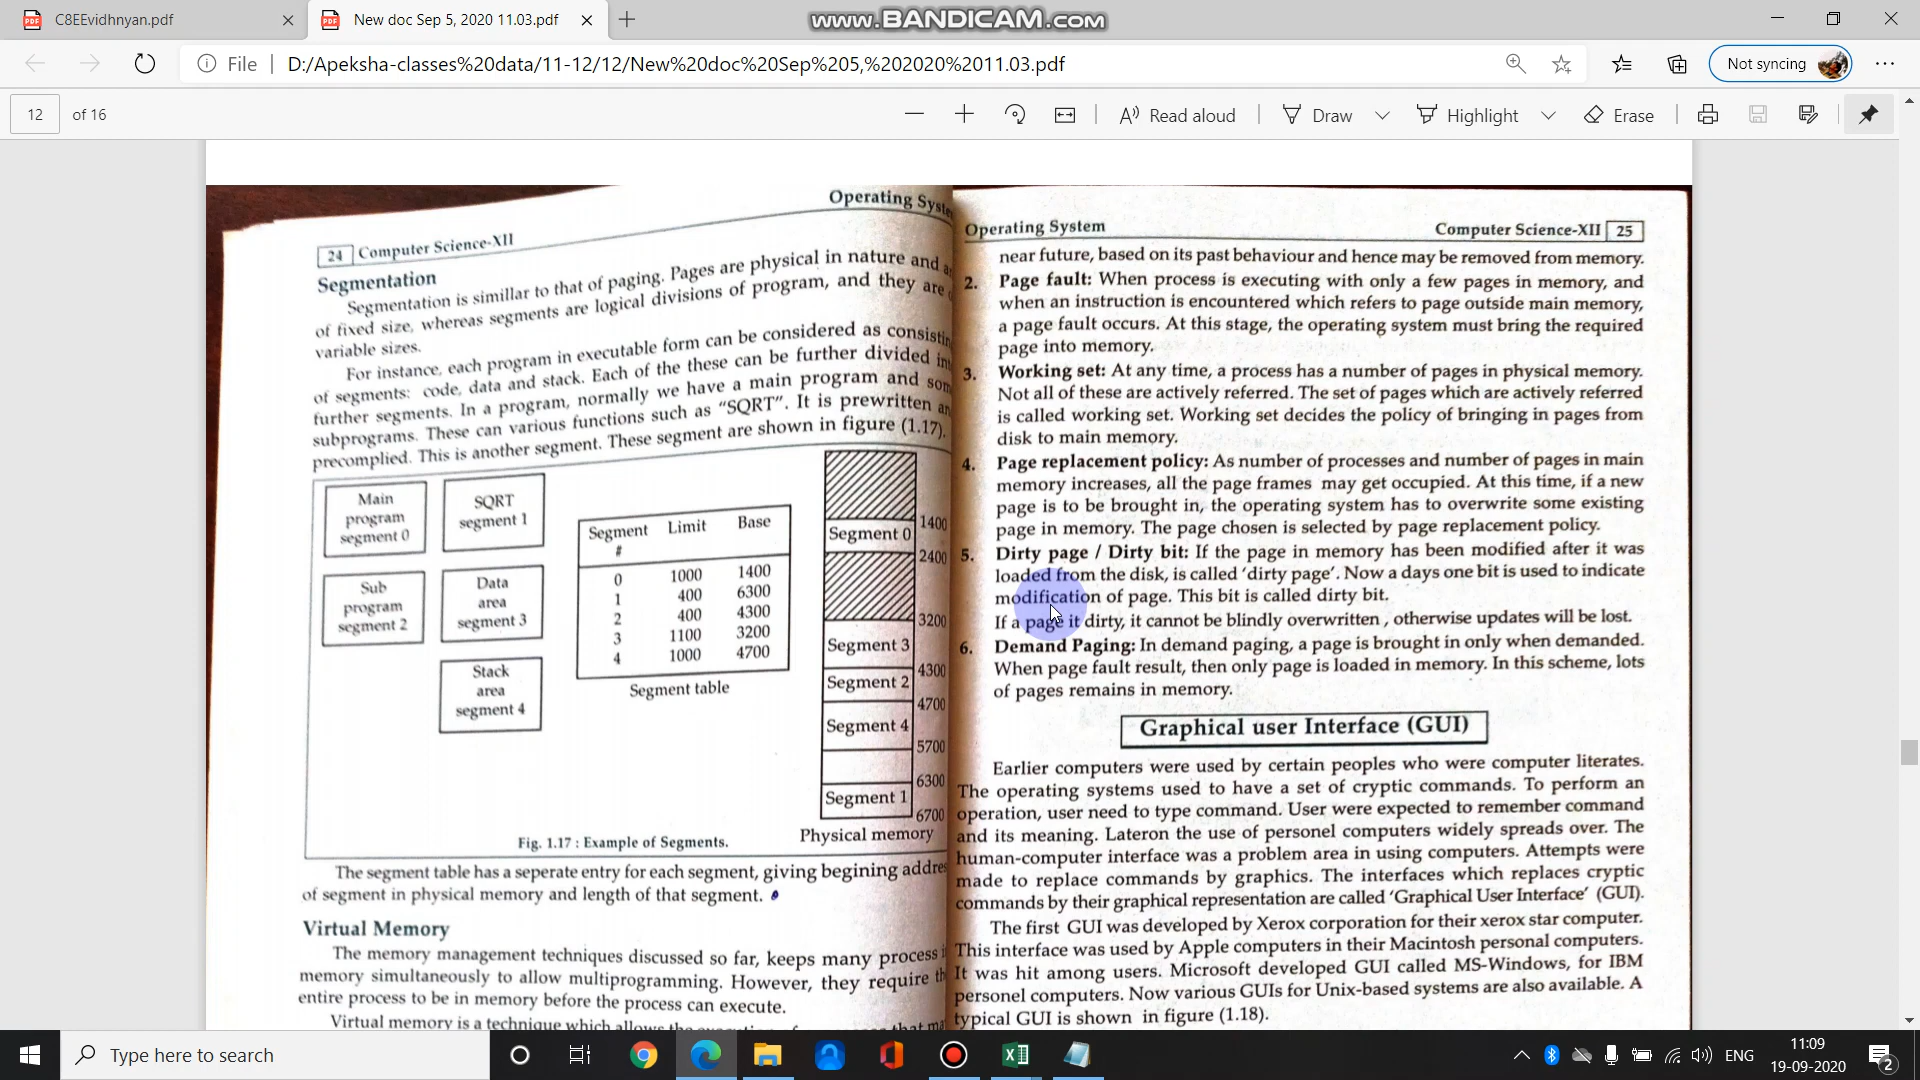 C8EEvidhnyan.pdf
New doc Sep 5, 2020 11.03.pdf
www.BANDICAM.com
File
D:/Apeksha-classes%20data/11-12/12/New%20doc%20Sep%205,%202020%2011.03.pdf
Not syncing
12 of 16
Read aloud
Draw
Highlight
Erase
Operating Syste
24 Computer Science-XII
Segmentation
Segmentation is simillar to that of paging. Pages are physical in nature and
of fixed size, whereas segments are logical divisions of program, and they are
variable sizes.
For instance, each program in executable form can be considered as consistin
of segments: code, data and stack. Each of the these can be further divided in
further segments. In a program, normally we have a main program and som
subprograms. These can various functions such as “SQRT”. It is prewritten an
precomplied. This is another segment. These segment are shown in figure (1.17).
Main
program
segment 0
SQRT
segment 1
Sub
program
segment 2
Data
area
segment 3
Stack
area
segment 4
Segment # Limit Base
0 1000 1400
1 400 6300
2 400 4300
3 1100 3200
4 1000 4700
Segment table
1400
Segment 0
2400
3200
Segment 3
4300
Segment 2
4700
Segment 4
5700
6300
Segment 1
6700
Physical memory
Fig. 1.17 : Example of Segments.
The segment table has a seperate entry for each segment, giving begining addre
of segment in physical memory and length of that segment.
Virtual Memory
The memory management techniques discussed so far, keeps many process
memory simultaneously to allow multiprogramming. However, they require th
entire process to be in memory before the process can execute.
Virtual memory is a technique which allows the
Operating System
Computer Science-XII 25
near future, based on its past behaviour and hence may be removed from memory.
2. Page fault: When process is executing with only a few pages in memory, and
when an instruction is encountered which refers to page outside main memory,
a page fault occurs. At this stage, the operating system must bring the required
page into memory.
3. Working set: At any time, a process has a number of pages in physical memory.
Not all of these are actively referred. The set of pages which are actively referred
is called working set. Working set decides the policy of bringing in pages from
disk to main memory.
4. Page replacement policy: As number of processes and number of pages in main
memory increases, all the page frames may get occupied. At this time, if a new
page is to be brought in, the operating system has to overwrite some existing
page in memory. The page chosen is selected by page replacement policy.
5. Dirty page / Dirty bit: If the page in memory has been modified after it was
loaded from the disk, is called ‘dirty page’. Now a days one bit is used to indicate
modification of page. This bit is called dirty bit.
If a page it dirty, it cannot be blindly overwritten , otherwise updates will be lost.
6. Demand Paging: In demand paging, a page is brought in only when demanded.
When page fault result, then only page is loaded in memory. In this scheme, lots
of pages remains in memory.
Graphical user Interface (GUI)
Earlier computers were used by certain peoples who were computer literates.
The operating systems used to have a set of cryptic commands. To perform an
operation, user need to type command. User were expected to remember command
and its meaning. Lateron the use of personel computers widely spreads over. The
human-computer interface was a problem area in using computers. Attempts were
made to replace commands by graphics. The interfaces which replaces cryptic
commands by their graphical representation are called ‘Graphical User Interface’ (GUI).
The first GUI was developed by Xerox corporation for their xerox star computer.
This interface was used by Apple computers in their Macintosh personal computers.
It was hit among users. Microsoft developed GUI called MS-Windows, for IBM
personel computers. Now various GUIs for Unix-based systems are also available. A
typical GUI is shown in figure (1.18).
Type here to search
ENG
11:09
19-09-2020
2